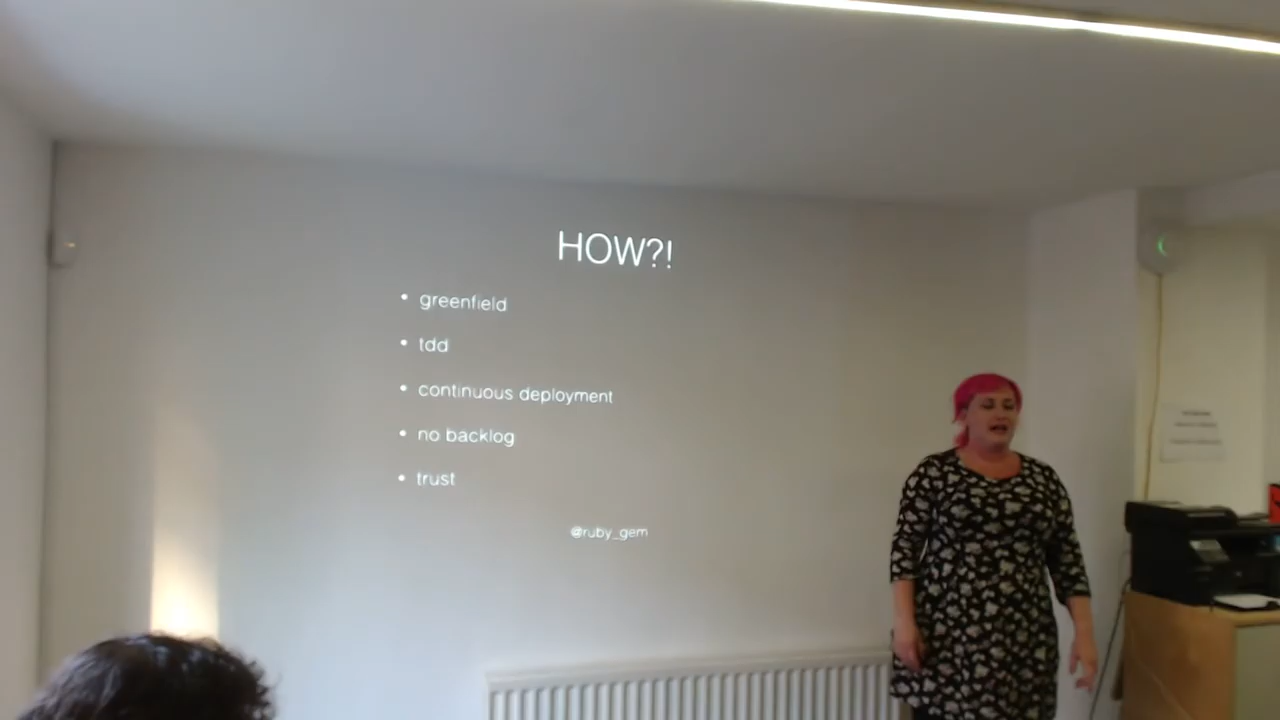 HOW?!
• greenfield
• tdd
• continuous deployment
• no backlog
• trust
@ruby_gem